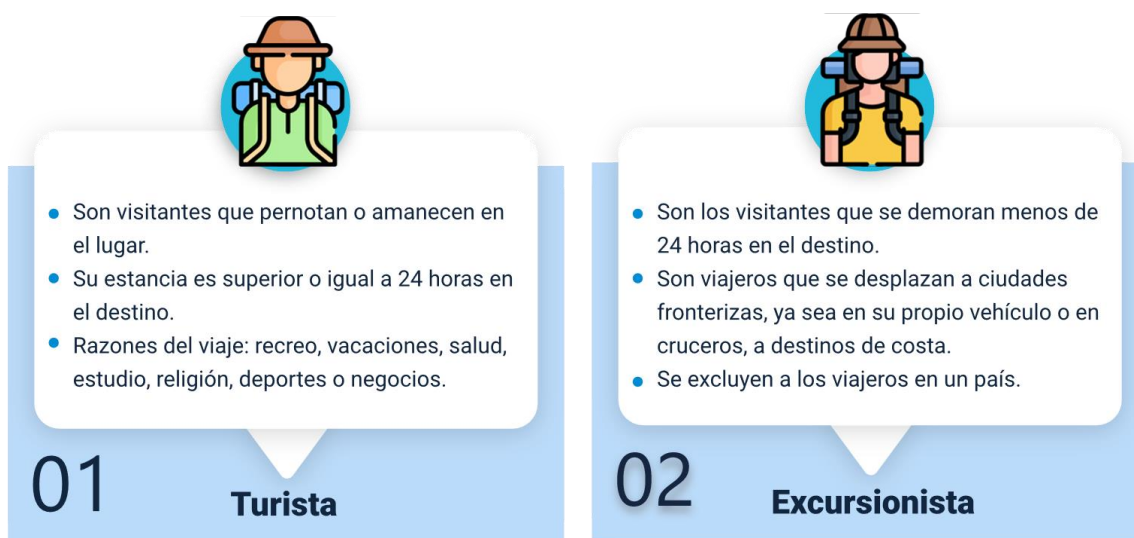 Son visitantes que pernotan o amanecen en
el lugar.
Su estancia es superior o igual a 24 horas en
el destino.
Razones del viaje: recreo, vacaciones, salud,
estudio, religión, deportes o negocios.
01
Turista
Son los visitantes que se demoran menos de
24 horas en el destino.
Son viajeros que se desplazan a ciudades
fronterizas, ya sea en su propio vehículo o en
cruceros, a destinos de costa.
Se excluyen a los viajeros en un país.
02
Excursionista